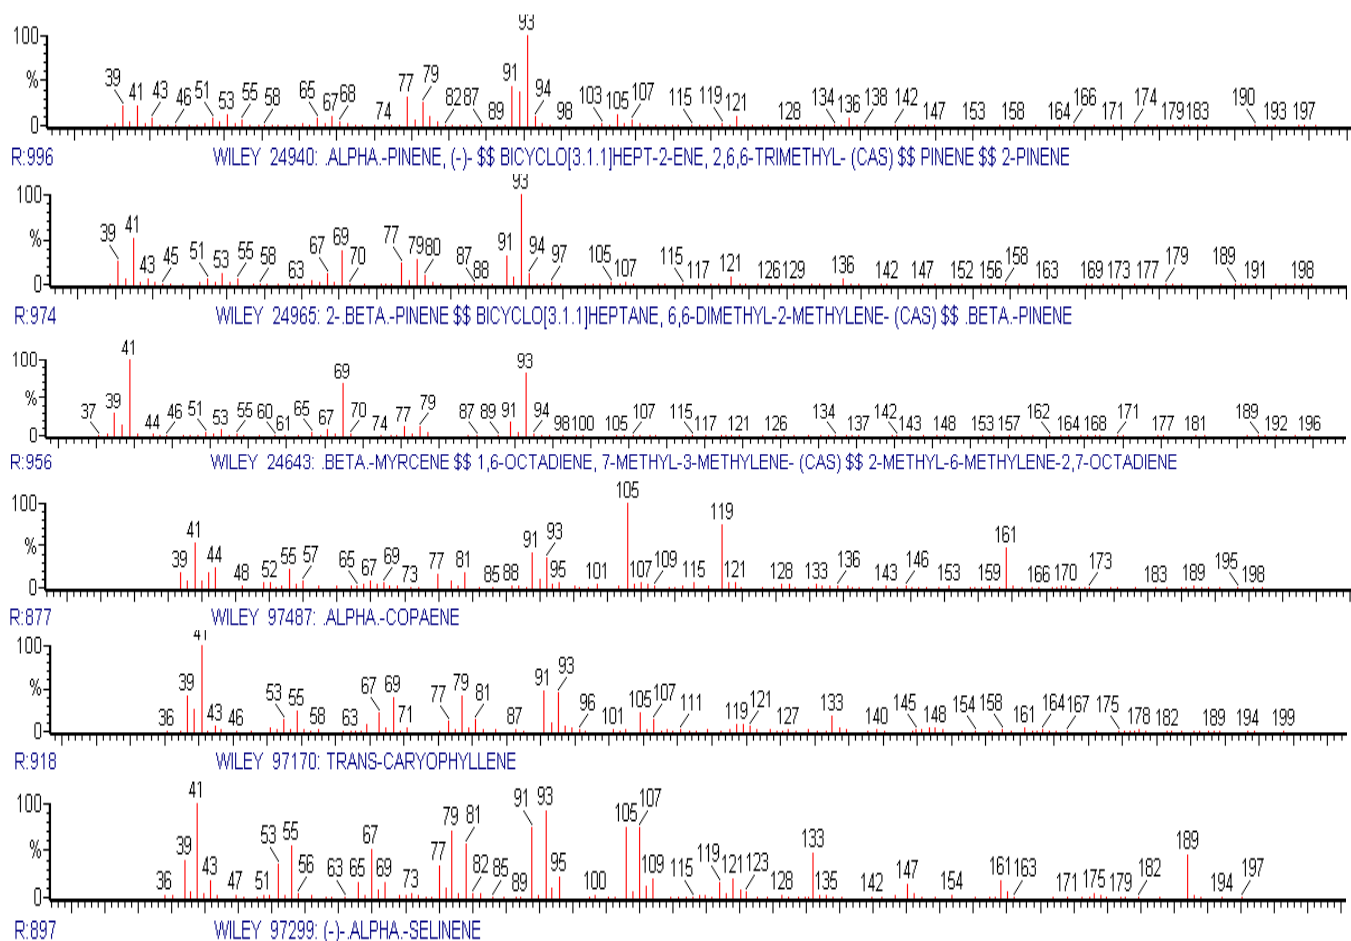 93
100 39 41 43 46 51 53 55 58 65 67 68 74 77 79 82 87 89 91 94 98 103 105 107 115 119 121 128 134 136 138 142 147 153 158 164 166 171 174 179 183 190 193 197
%
0
R:996 WILEY 24940: .ALPHA.-PINENE, (-)- $$ BICYCLO[3.1.1]HEPT-2-ENE, 2,6,6-TRIMETHYL- (CAS) $$ PINENE $$ 2-PINENE
93
100 39 41 43 45 51 53 55 58 63 67 69 70 77 79 80 87 88 91 94 97 105 107 115 117 121 126 129 136 142 147 152 156 158 163 169 173 177 179 189 191 198
%
0
R:974 WILEY 24965: 2-.BETA.-PINENE $$ BICYCLO[3.1.1]HEPTANE, 6,6-DIMETHYL-2-METHYLENE- (CAS) $$ .BETA.-PINENE
100 37 39 41 44 46 51 53 55 60 61 65 67 69 70 74 77 79 87 89 91 93 94 98 100 105 107 115 117 121 126 134 137 142 143 148 153 157 162 164 168 171 177 181 189 192 196
%
0
R:956 WILEY 24643: .BETA.-MYRCENE $$ 1,6-OCTADIENE, 7-METHYL-3-METHYLENE- (CAS) $$ 2-METHYL-6-METHYLENE-2,7-OCTADIENE
100 39 41 44 48 52 55 57 65 67 69 73 77 81 85 88 91 93 95 101 105 107 109 115 119 121 128 133 136 143 146 153 159 161 166 170 173 183 189 195 198
%
0
R:877 WILEY 97487: .ALPHA.-COPAENE
100 36 39 41 43 46 53 55 58 63 67 69 71 77 79 81 87 91 93 96 101 105 107 111 119 121 127 133 140 145 148 154 158 161 164 167 175 178 182 189 194 199
%
0
R:918 WILEY 97170: TRANS-CARYOPHYLLENE
100 36 39 41 43 47 51 53 55 56 63 65 67 69 73 77 79 81 82 85 89 91 93 95 100 105 107 109 115 119 121 123 128 133 135 142 147 154 161 163 171 175 179 182 189 194 197
%
0
R:897 WILEY 97299: (-)-.ALPHA.-SELINENE